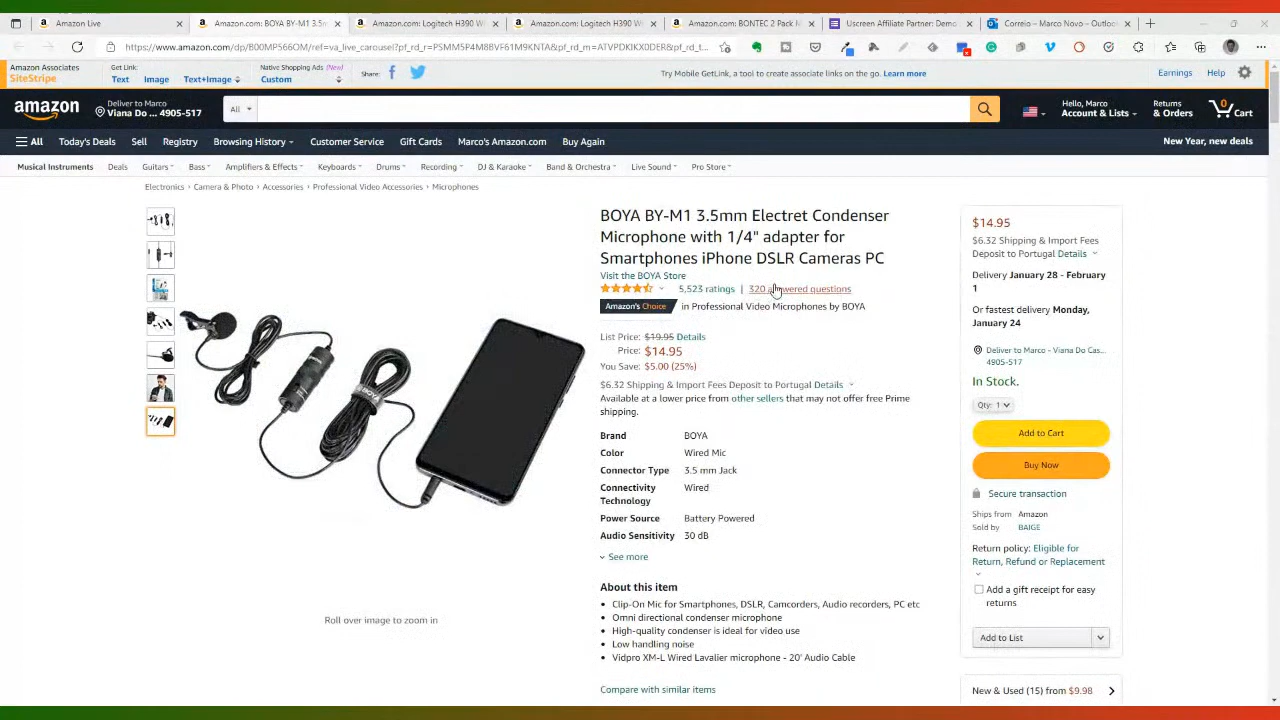 Amazon Live
Amazon.com: BOYA BY-M1 3.5m
Amazon.com: Logitech H390 W
Amazon.com: Logitech H390 W
Amazon.com: BONTEC 2 Pack M
Uscreen Affiliate Partner: Demo
Correio – Marco Novo – Outloo
https://www.amazon.com/dp/B00MPS66OM/ref=va_live_carousel?pf_rd_r=PSMM5P4M8BVF61M9KNTA&pf_rd_m=ATVPDKIKX0DER&pf_rd_t...
Amazon Associates
SiteStripe
Get Link:
Text
Image
Text+Image
Native Shopping Ads (New)
Custom
Share:
Try Mobile GetLink, a tool to create associate links on the go. Learn more
Earnings
Help
amazon
Deliver to Marco
Viana Do ... 4905-517
All
Hello, Marco
Account & Lists
Returns
& Orders
0
Cart
All
Today's Deals
Sell
Registry
Browsing History
Customer Service
Gift Cards
Marco's Amazon.com
Buy Again
New Year, new deals
Musical Instruments
Deals
Guitars
Bass
Amplifiers & Effects
Keyboards
Drums
Recording
DJ & Karaoke
Band & Orchestra
Live Sound
Pro Store
Electronics › Camera & Photo › Accessories › Professional Video Accessories › Microphones
BOYA BY-M1 3.5mm Electret Condenser
Microphone with 1/4" adapter for
Smartphones iPhone DSLR Cameras PC
Visit the BOYA Store
5,523 ratings | 320 answered questions
Amazon's Choice in Professional Video Microphones by BOYA
List Price: $19.95 Details
Price: $14.95
You Save: $5.00 (25%)
$6.32 Shipping & Import Fees Deposit to Portugal Details
Available at a lower price from other sellers that may not offer free Prime
shipping.
Brand BOYA
Color Wired Mic
Connector Type 3.5 mm Jack
Connectivity Wired
Technology
Power Source Battery Powered
Audio Sensitivity 30 dB
See more
About this item
• Clip-On Mic for Smartphones, DSLR, Camcorders, Audio recorders, PC etc
• Omni directional condenser microphone
• High-quality condenser is ideal for video use
• Low handling noise
• Vidpro XM-L Wired Lavalier microphone - 20' Audio Cable
Compare with similar items
BOYA
Roll over image to zoom in
$14.95
$6.32 Shipping & Import Fees
Deposit to Portugal Details
Delivery January 28 - February
1
Or fastest delivery Monday,
January 24
Deliver to Marco - Viana Do Cas...
4905-517
In Stock.
Qty: 1
Add to Cart
Buy Now
Secure transaction
Ships from Amazon
Sold by BAIGE
Return policy: Eligible for
Return, Refund or Replacement
Add a gift receipt for easy
returns
Add to List
New & Used (15) from $9.98